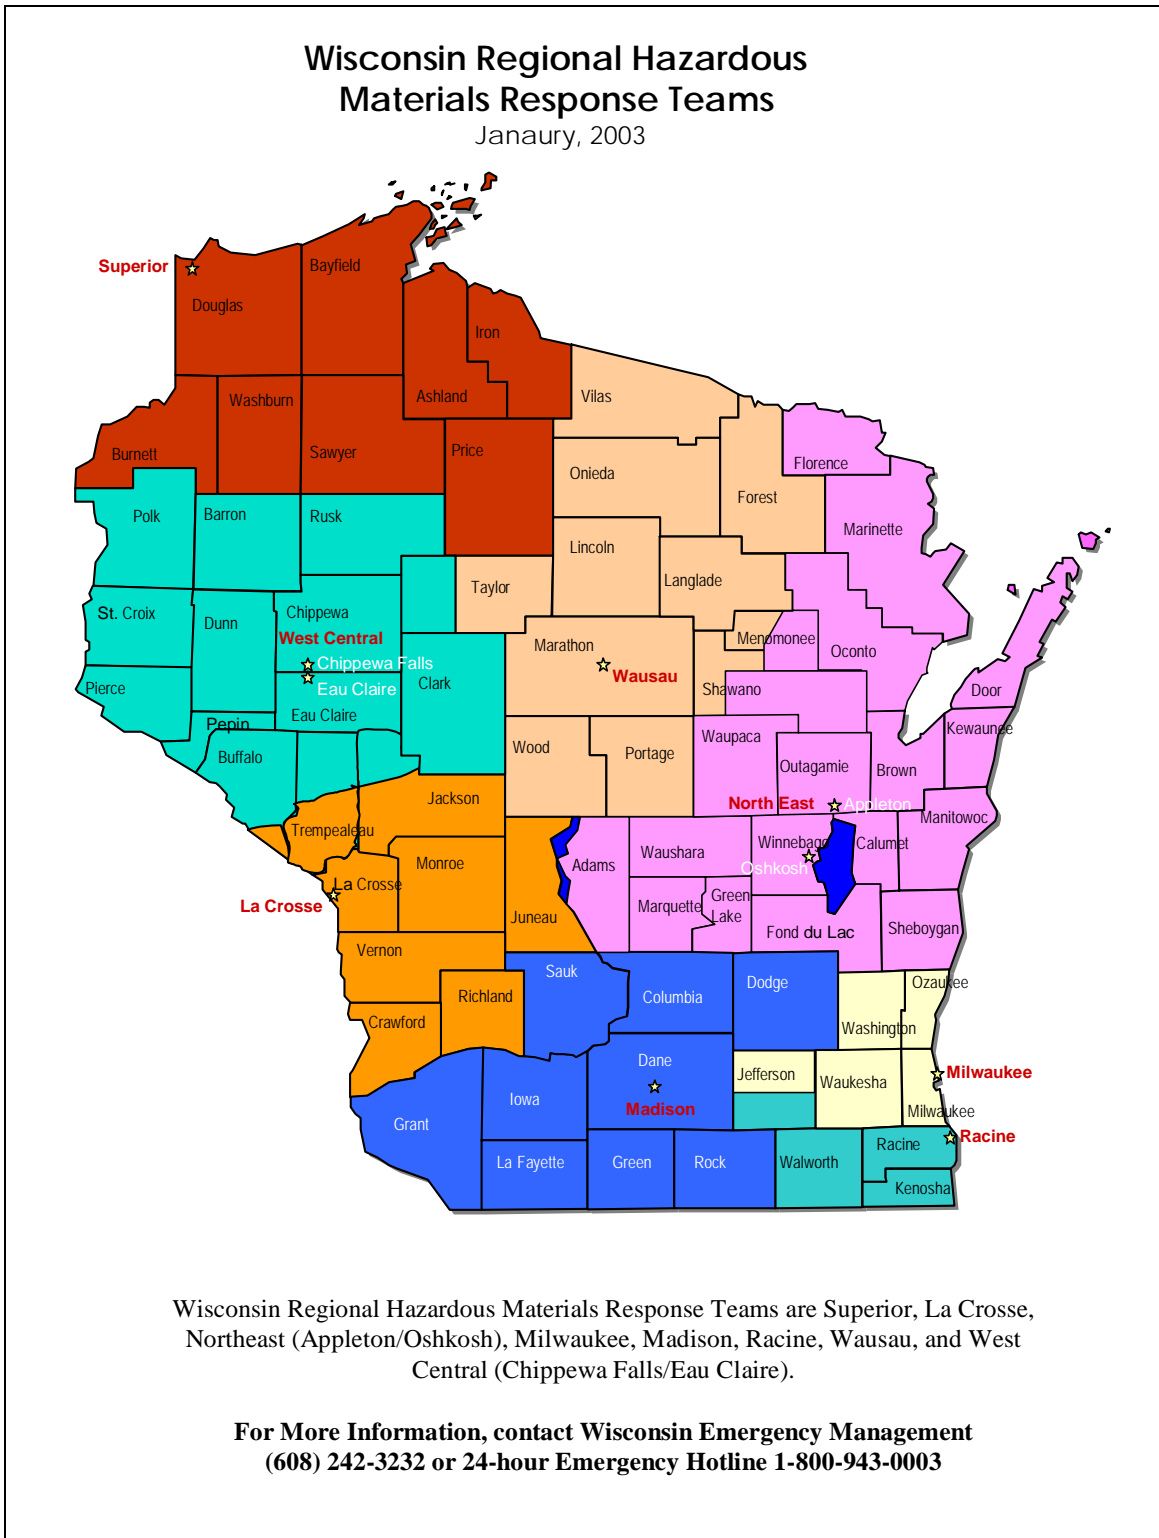 Wisconsin Regional Hazardous
Materials Response Teams
Janaury, 2003
Superior
Bayfield
Douglas
Iron
Ashland
Washburn
Vilas
Burnett
Sawyer
Price
Florence
Onieda
Forest
Polk
Barron
Rusk
Marinette
Lincoln
Taylor
Langlade
St. Croix
Chippewa
Dunn
West Central
Marathon
Menomonee
Oconto
Chippewa Falls
Wausau
Pierce
Eau Claire
Clark
Shawano
Door
Pepin
Eau Claire
Kewaunee
Waupaca
Buffalo
Wood
Portage
Outagamie
Brown
Jackson
North East
Appleton
Manitowoc
Trempealeau
Winnebago
Calumet
Waushara
Monroe
Adams
Oshkosh
La Crosse
Green
Lake
Marquette
La Crosse
Juneau
Fond du Lac
Sheboygan
Vernon
Sauk
Dodge
Ozaukee
Richland
Columbia
Crawford
Washington
Dane
Jefferson
Waukesha
Milwaukee
Iowa
Madison
Milwaukee
Grant
Racine
Racine
La Fayette
Green
Rock
Walworth
Kenosha
Wisconsin Regional Hazardous Materials Response Teams are Superior, La Crosse,
Northeast (Appleton/Oshkosh), Milwaukee, Madison, Racine, Wausau, and West
Central (Chippewa Falls/Eau Claire).
For More Information, contact Wisconsin Emergency Management
(608) 242-3232 or 24-hour Emergency Hotline 1-800-943-0003